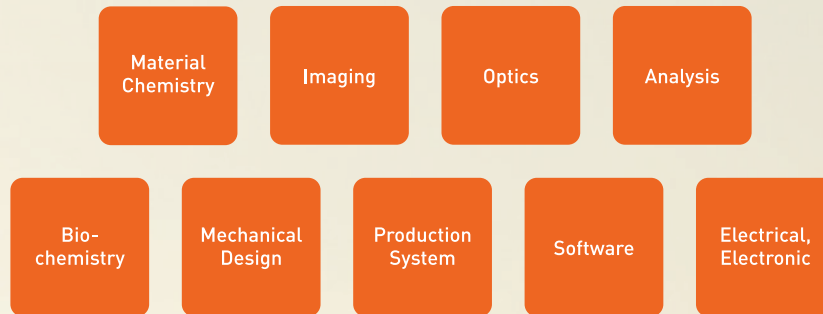 Material
Chemistry
Imaging
Optics
Analysis
Bio-
chemistry
Mechanical
Design
Production
System
Software
Electrical,
Electronic